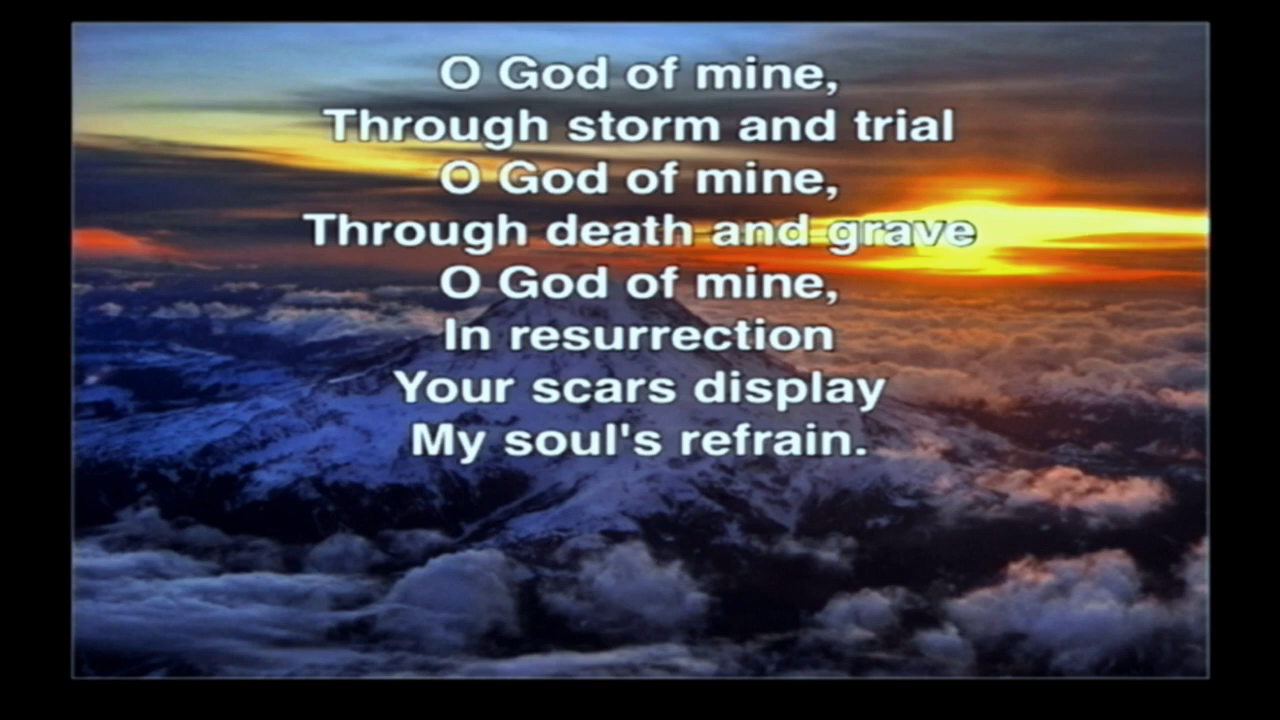 O God of mine,
Through storm and trial
O God of mine,
Through death and grave
O God of mine,
In resurrection
Your scars display
My soul's refrain.